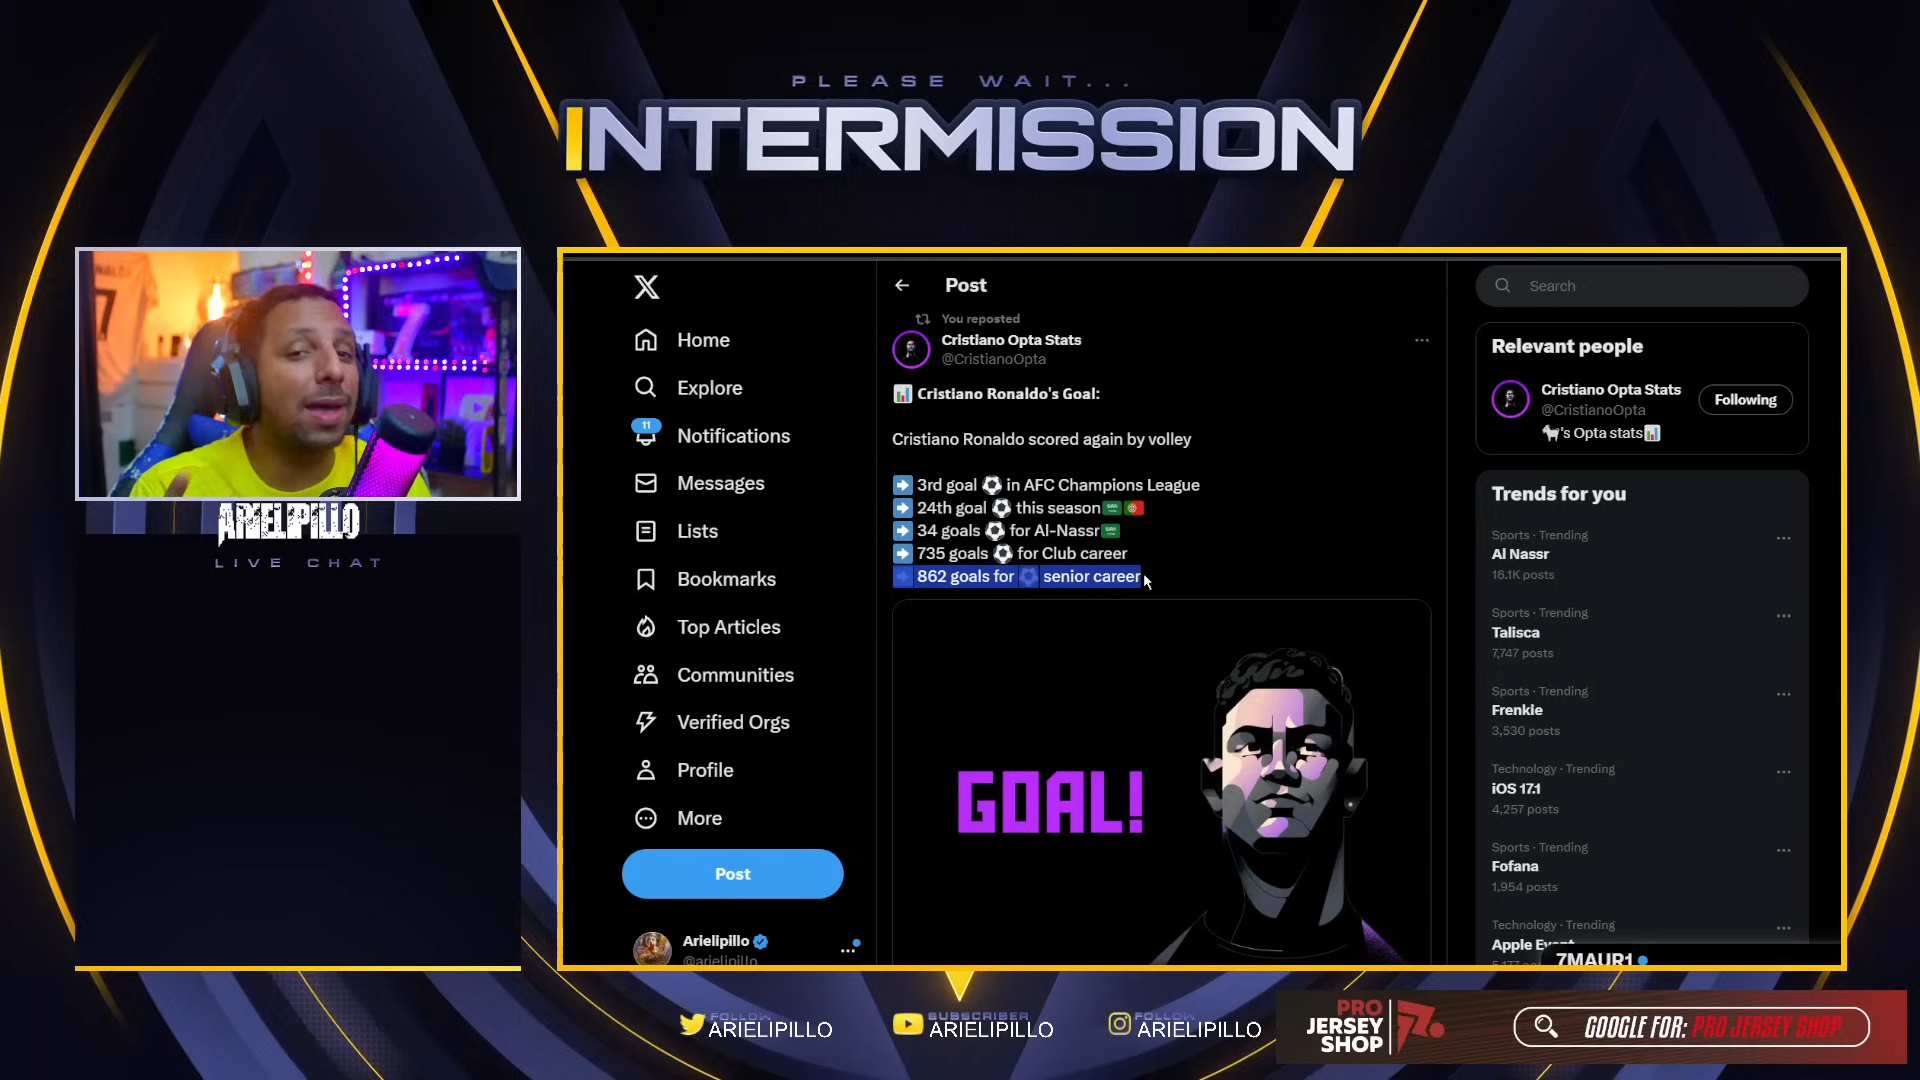 PLEASE WAIT...
INTERMISSION
ARIELIPILLO
LIVE CHAT
Home
Explore
11
Notifications
Messages
Lists
Bookmarks
Top Articles
Communities
Verified Orgs
Profile
More
Post
Arielipillo
@arielipillo
Post
You reposted
Cristiano Opta Stats
@CristianoOpta
Cristiano Ronaldo's Goal:
Cristiano Ronaldo scored again by volley
3rd goal ⚽ in AFC Champions League
24th goal ⚽ this season🇸🇦🇵🇹
34 goals ⚽ for Al-Nassr🇸🇦
735 goals ⚽ for Club career
862 goals for ⚽ senior career
GOAL!
Search
Relevant people
Cristiano Opta Stats
Following
@CristianoOpta
🐐's Opta stats📊
Trends for you
Sports · Trending
Al Nassr
16.1K posts
Sports · Trending
Talisca
7,747 posts
Sports · Trending
Frenkie
3,530 posts
Technology · Trending
iOS 17.1
4,257 posts
Sports · Trending
Fofana
1,954 posts
Technology · Trending
Apple Event
7MAUR1
FOLLOW
ARIELIPILLO
SUBSCRIBER
ARIELIPILLO
FOLLOW
ARIELIPILLO
PRO
JERSEY
SHOP
GOOGLE FOR: PRO JERSEY SHOP